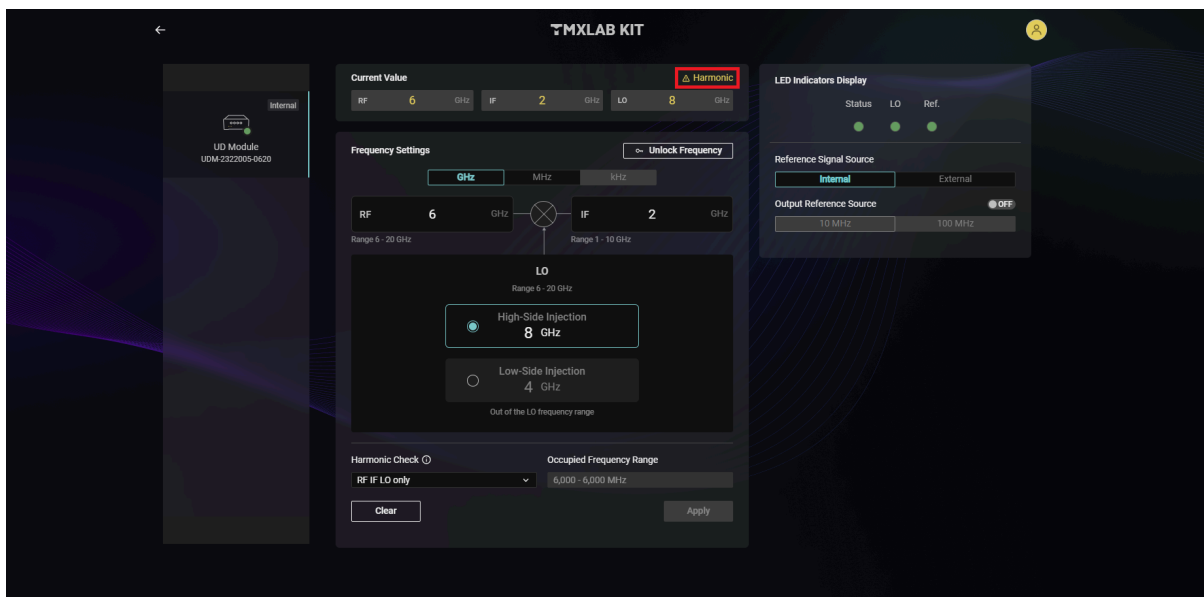 TMXLAB KIT
Internal
UD Module
UDM-2322005-0620
Current Value
Harmonic
RF 6 GHz IF 2 GHz LO 8 GHz
Frequency Settings
Unlock Frequency
GHz MHz kHz
RF 6 GHz IF 2 GHz
Range 6 - 20 GHz Range 1 - 10 GHz
LO
Range 6 - 20 GHz
High-Side Injection
8 GHz
Low-Side Injection
4 GHz
Out of the LO frequency range
Harmonic Check Occupied Frequency Range
RF IF LO only 6,000 - 6,000 MHz
Clear Apply
LED Indicators Display
Status LO Ref.
Reference Signal Source
Internal External
Output Reference Source OFF
10 MHz 100 MHz